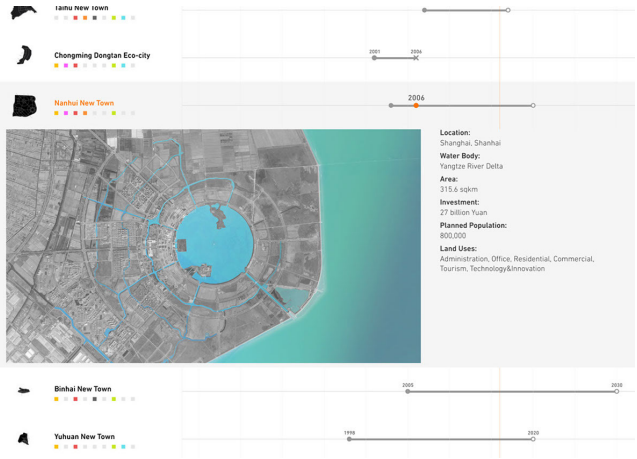 Taihu New Town
2001
2006
Chongming Dongtan Eco-city
2006
Nanhui New Town
Location:
Shanghai, Shanhai
Water Body:
Yangtze River Delta
Area:
315.6 sqkm
Investment:
27 billion Yuan
Planned Population:
800,000
Land Uses:
Administration, Office, Residential, Commercial,
Tourism, Technology&Innovation
2005
2030
Binhai New Town
1998
2020
Yuhuan New Town